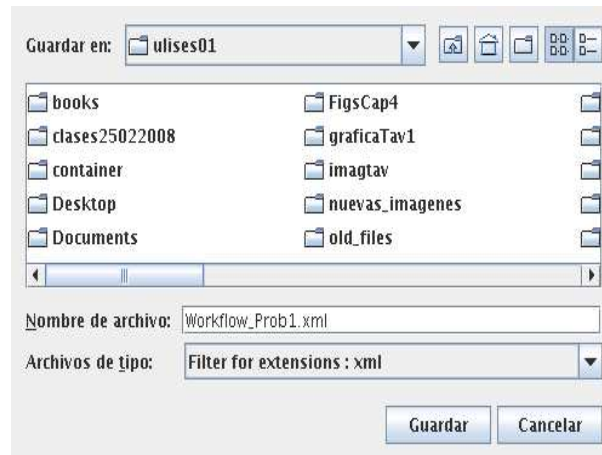 Guardar en: ulises01
books FigsCap4
clases25022008 graficaTav1
container imagtav
Desktop nuevas_imagenes
Documents old_files
Nombre de archivo: Workflow_Prob1.xml
Archivos de tipo: Filter for extensions : xml
Guardar Cancelar